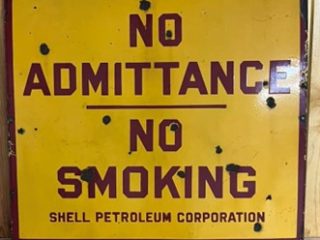 NO
ADMITTANCE
NO
SMOKING
SHELL PETROLEUM CORPORATION